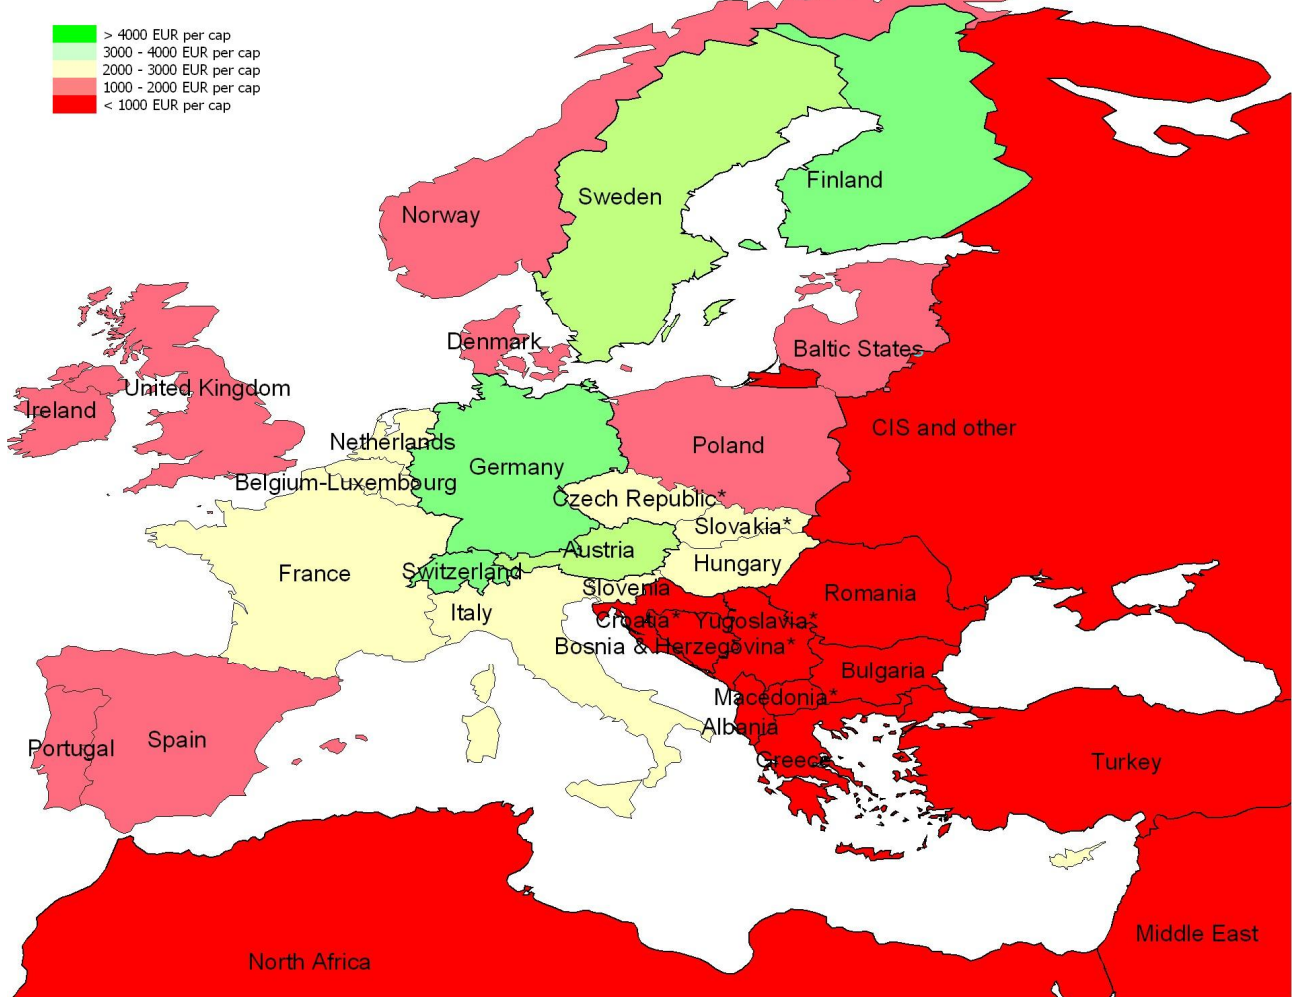 > 4000 EUR per cap
3000 - 4000 EUR per cap
2000 - 3000 EUR per cap
1000 - 2000 EUR per cap
< 1000 EUR per cap
Finland
Sweden
Norway
Denmark
Baltic States
United Kingdom
Ireland
CIS and other
Netherlands
Poland
Germany
Belgium-Luxembourg
Czech Republic*
Slovakia*
Austria
Hungary
France
Switzerland
Slovenia
Romania
Italy
Croatia*
Yugoslavia*
Bosnia & Herzegovina*
Bulgaria
Macedonia*
Albania
Portugal
Spain
Greece
Turkey
Middle East
North Africa